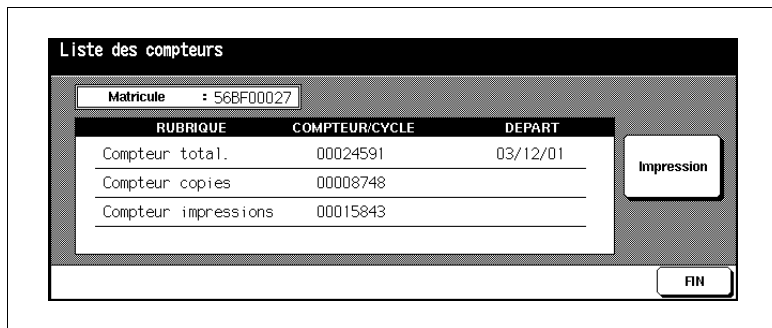 Liste des compteurs
Matricule : 56BF00027
RUBRIQUE COMPTEUR/CYCLE DEPART
Compteur total. 00024591 03/12/01
Compteur copies 00008748
Compteur impressions 00015843
Impression
FIN